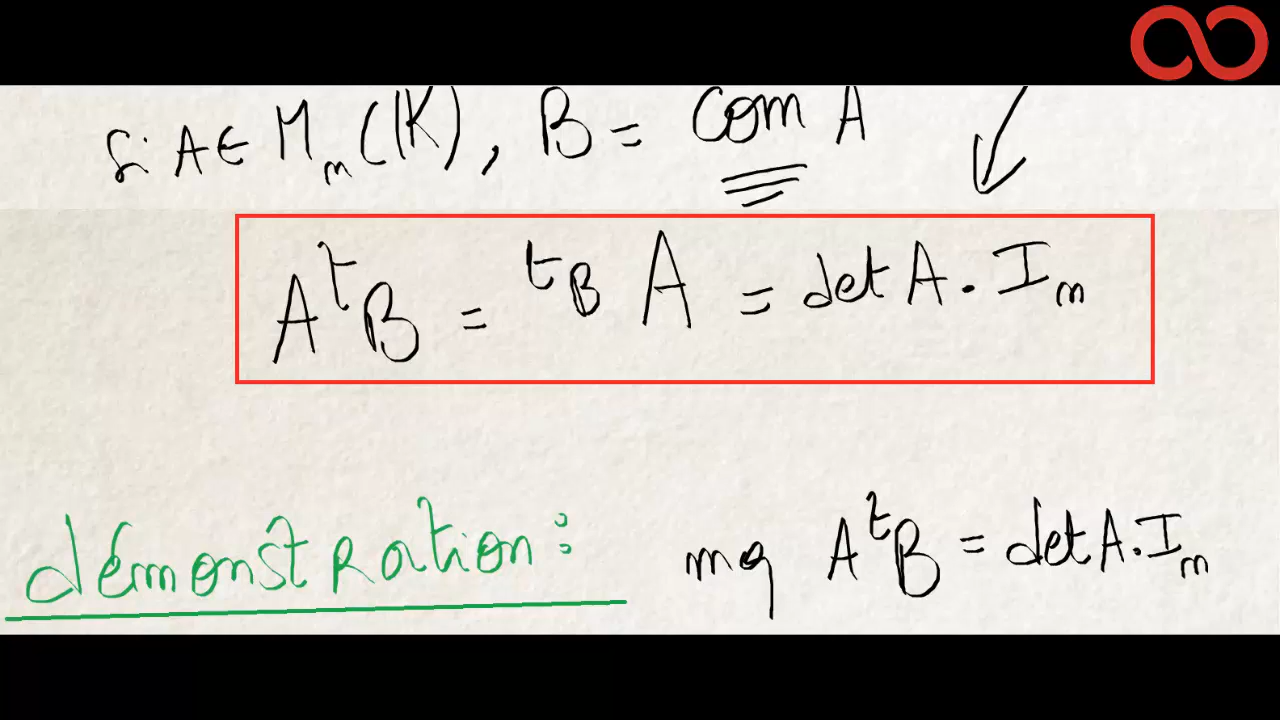 Si A ∈ Mₙ(K), B = Com A
A ᵗB = ᵗB A = det A . Iₙ
démonstration : mq A ᵗB = det A . Iₙ